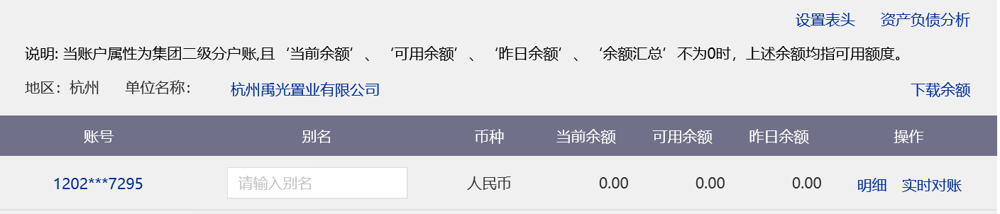 设置表头 资产负债分析
说明: 当账户属性为集团二级分户账,且‘当前余额’、‘可用余额’、‘昨日余额’、‘余额汇总’不为0时，上述余额均指可用额度。
地区：杭州 单位名称： 杭州禹光置业有限公司 下载余额
账号 别名 币种 当前余额 可用余额 昨日余额 操作
1202***7295 请输入别名 人民币 0.00 0.00 0.00 明细 实时对账